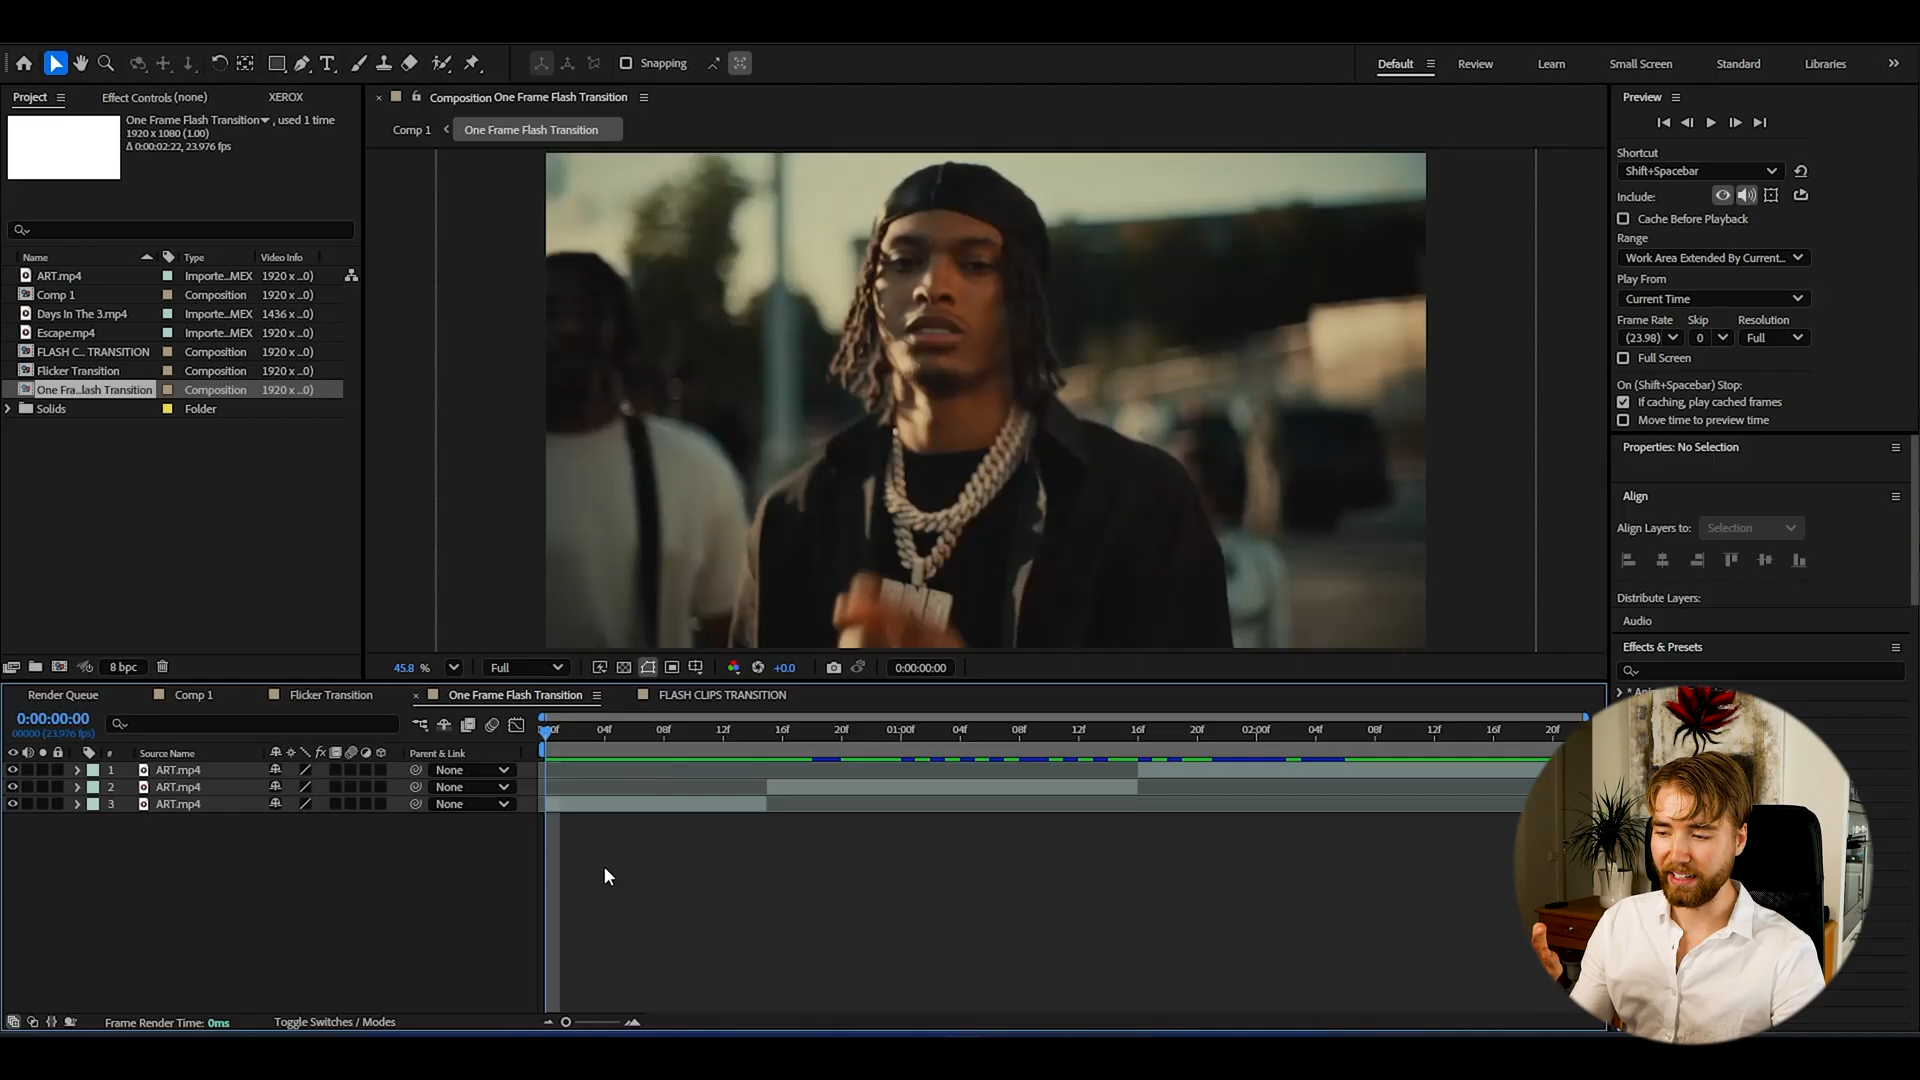 Snapping
Default
Review
Learn
Small Screen
Standard
Libraries
Project
Effect Controls (none)
XEROX
One Frame Flash Transition, used 1 time
1920 x 1080 (1.00)
Δ 0:00:02:22, 23.976 fps
Name
Type
Video Info
ART.mp4 Importe...MEX 1920 x ...0)
Comp 1 Composition 1920 x ...0)
Days In The 3.mp4 Importe...MEX 1436 x ...0)
Escape.mp4 Importe...MEX 1920 x ...0)
FLASH C... TRANSITION Composition 1920 x ...0)
Flicker Transition Composition 1920 x ...0)
One Fra...lash Transition Composition 1920 x ...0)
Solids Folder
8 bpc
Composition One Frame Flash Transition
Comp 1 One Frame Flash Transition
45.8 %
Full
+0.0
0:00:00:00
Preview
Shortcut
Shift+Spacebar
Include:
Cache Before Playback
Range
Work Area Extended By Current...
Play From
Current Time
Frame Rate Skip Resolution
(23.98) 0 Full
Full Screen
On (Shift+Spacebar) Stop:
If caching, play cached frames
Move time to preview time
Properties: No Selection
Align
Align Layers to: Selection
Distribute Layers:
Audio
Effects & Presets
Render Queue
Comp 1
Flicker Transition
One Frame Flash Transition
FLASH CLIPS TRANSITION
0:00:00:00
00000 (23.976 fps)
04f 08f 12f 16f 20f 01:00f 04f 08f 12f 16f 20f 02:00f 04f 08f 12f 16f 20f
# Source Name fx Parent & Link
1 ART.mp4 None
2 ART.mp4 None
3 ART.mp4 None
Frame Render Time: 0ms
Toggle Switches / Modes